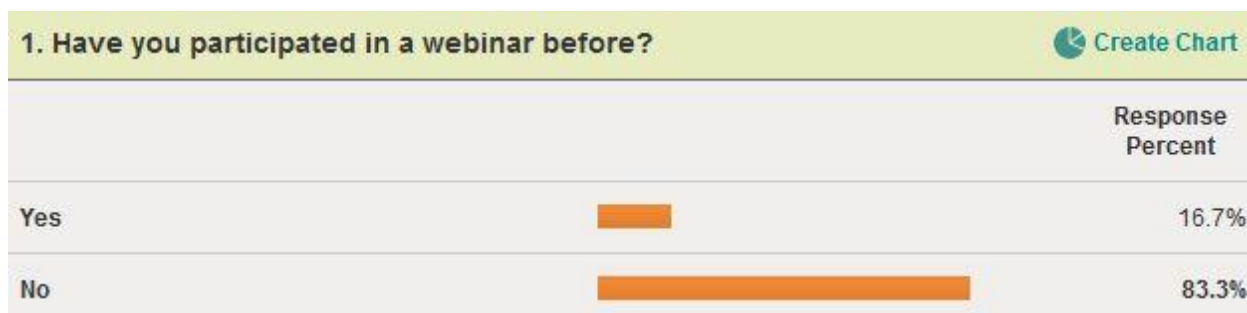 1. Have you participated in a webinar before? Create Chart
Response
Percent
Yes 16.7%
No 83.3%